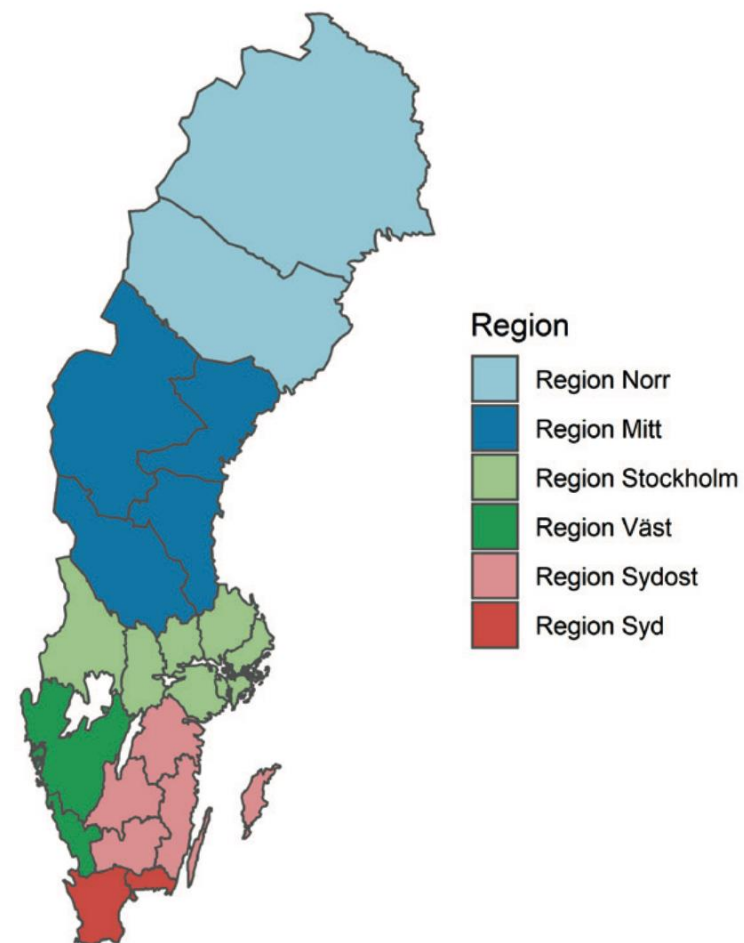 Region
Region Norr
Region Mitt
Region Stockholm
Region Väst
Region Sydost
Region Syd